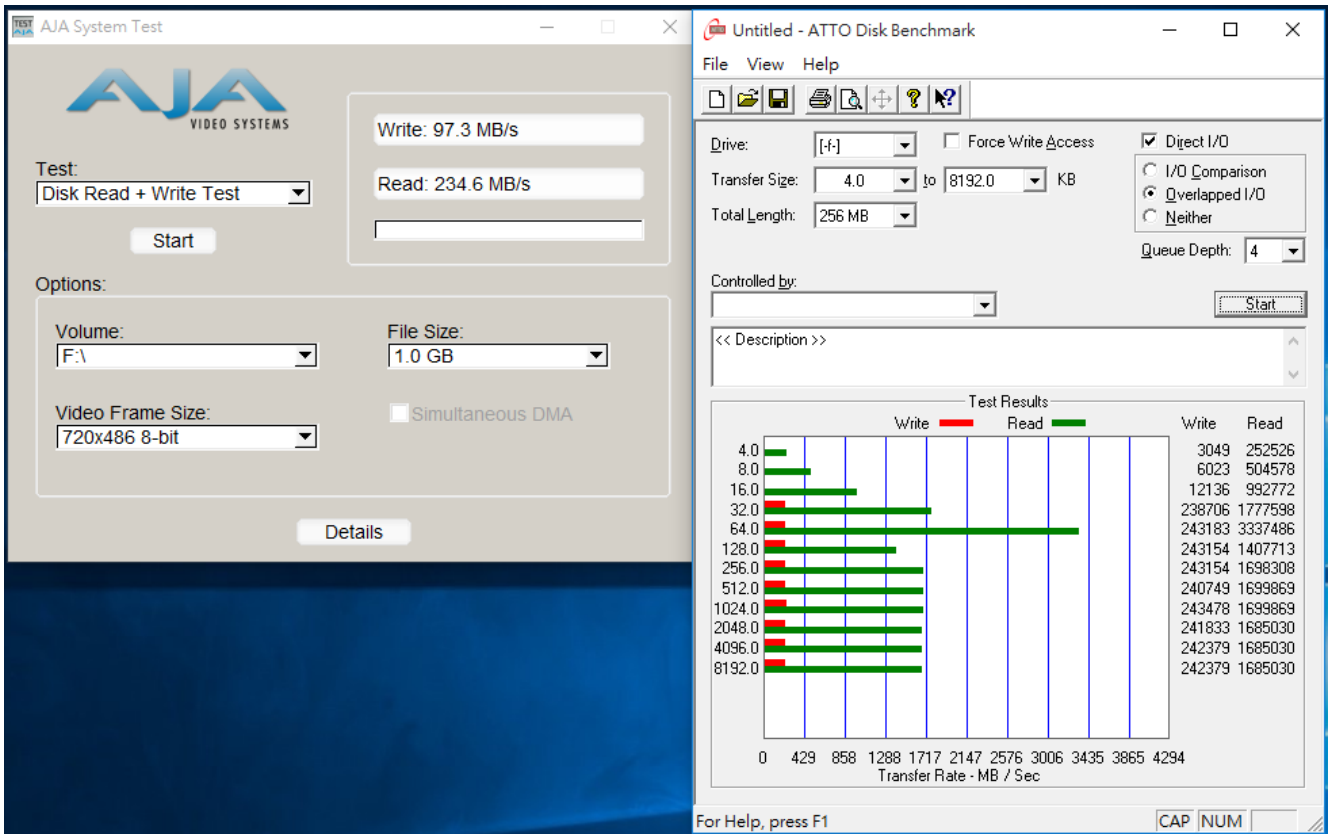 AJA System Test
AJA
VIDEO SYSTEMS
Test:
Disk Read + Write Test
Start
Write: 97.3 MB/s
Read: 234.6 MB/s
Options:
Volume:
F:\
File Size:
1.0 GB
Video Frame Size:
720x486 8-bit
Simultaneous DMA
Details
Untitled - ATTO Disk Benchmark
File View Help
Drive: [-f-] Force Write Access Direct I/O
Transfer Size: 4.0 to 8192.0 KB
I/O Comparison
Overlapped I/O
Neither
Total Length: 256 MB
Queue Depth: 4
Controlled by:
Start
<< Description >>
Test Results
Write Read Write Read
4.0 3049 252526
8.0 6023 504578
16.0 12136 992772
32.0 238706 1777598
64.0 243183 3337486
128.0 243154 1407713
256.0 243154 1698308
512.0 240749 1699869
1024.0 243478 1699869
2048.0 241833 1685030
4096.0 242379 1685030
8192.0 242379 1685030
0 429 858 1288 1717 2147 2576 3006 3435 3865 4294
Transfer Rate - MB / Sec
For Help, press F1 CAP NUM